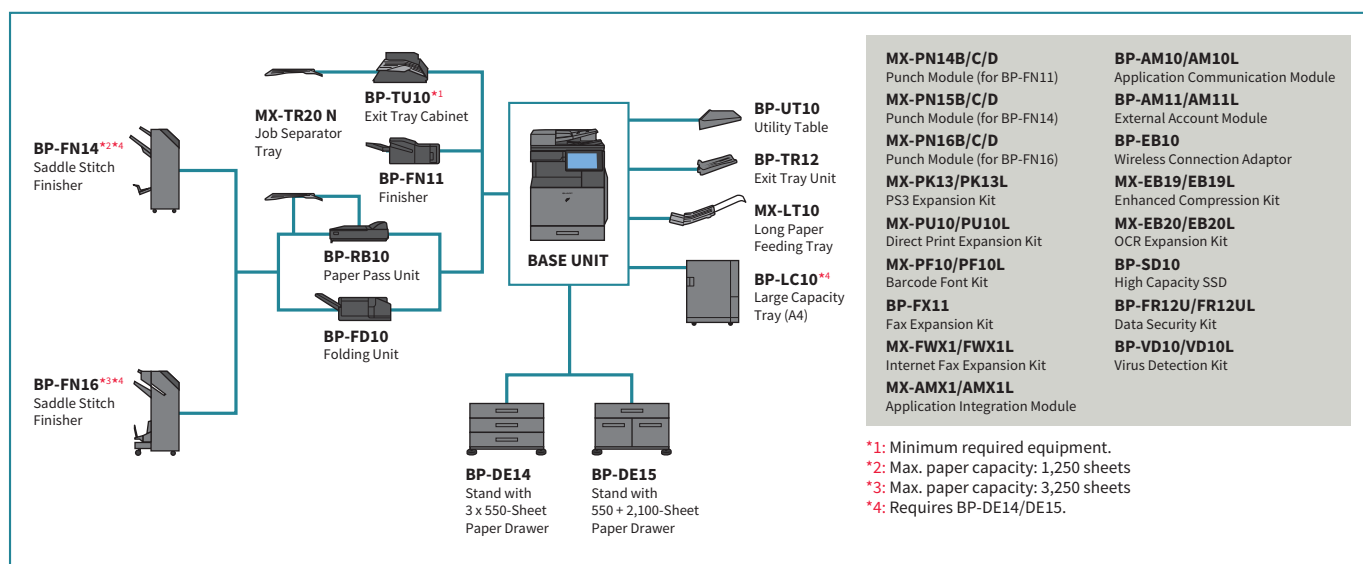 MX-TR20 N
Job Separator
Tray
BP-TU10*1
Exit Tray Cabinet
BP-FN14*2*4
Saddle Stitch
Finisher
BP-FN11
Finisher
BP-RB10
Paper Pass Unit
BP-FD10
Folding Unit
BP-FN16*3*4
Saddle Stitch
Finisher
BASE UNIT
BP-UT10
Utility Table
BP-TR12
Exit Tray Unit
MX-LT10
Long Paper
Feeding Tray
BP-LC10*4
Large Capacity
Tray (A4)
BP-DE14
Stand with
3 x 550-Sheet
Paper Drawer
BP-DE15
Stand with
550 + 2,100-Sheet
Paper Drawer
MX-PN14B/C/D
Punch Module (for BP-FN11)
MX-PN15B/C/D
Punch Module (for BP-FN14)
MX-PN16B/C/D
Punch Module (for BP-FN16)
MX-PK13/PK13L
PS3 Expansion Kit
MX-PU10/PU10L
Direct Print Expansion Kit
MX-PF10/PF10L
Barcode Font Kit
BP-FX11
Fax Expansion Kit
MX-FWX1/FWX1L
Internet Fax Expansion Kit
MX-AMX1/AMX1L
Application Integration Module
BP-AM10/AM10L
Application Communication Module
BP-AM11/AM11L
External Account Module
BP-EB10
Wireless Connection Adaptor
MX-EB19/EB19L
Enhanced Compression Kit
MX-EB20/EB20L
OCR Expansion Kit
BP-SD10
High Capacity SSD
BP-FR12U/FR12UL
Data Security Kit
BP-VD10/VD10L
Virus Detection Kit
*1: Minimum required equipment.
*2: Max. paper capacity: 1,250 sheets
*3: Max. paper capacity: 3,250 sheets
*4: Requires BP-DE14/DE15.